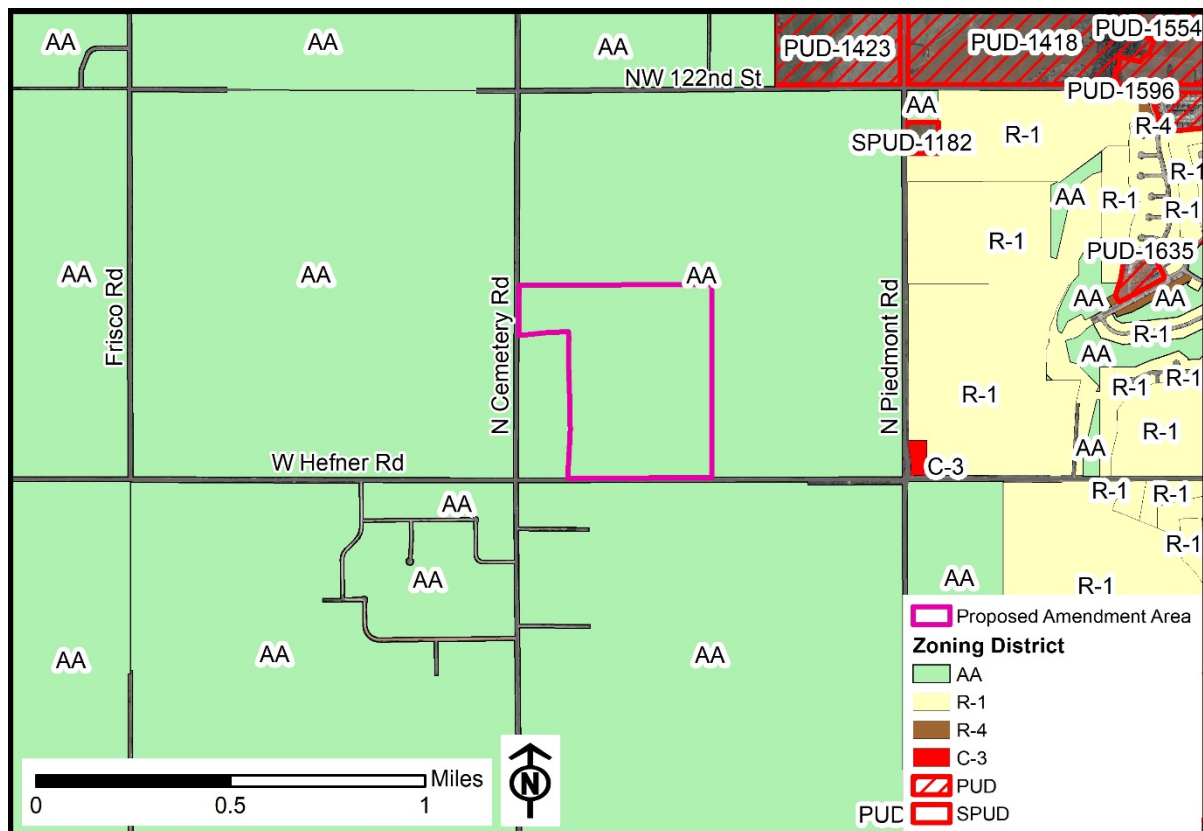 AA
AA
AA
PUD-1423
PUD-1418
PUD-1554
NW 122nd St
PUD-1596
AA
R-4
SPUD-1182
R-1
R-1
AA
R-1
R-1
AA
AA
AA
R-1
PUD-1635
AA
AA
Frisco Rd
N Cemetery Rd
N Piedmont Rd
R-1
AA
R-1
R-1
R-1
R-1
AA
W Hefner Rd
C-3
AA
R-1
R-1
R-1
AA
AA
R-1
AA
AA
AA
PUD
Proposed Amendment Area
Zoning District
AA
R-1
R-4
C-3
PUD
SPUD
Miles
0
0.5
1
N